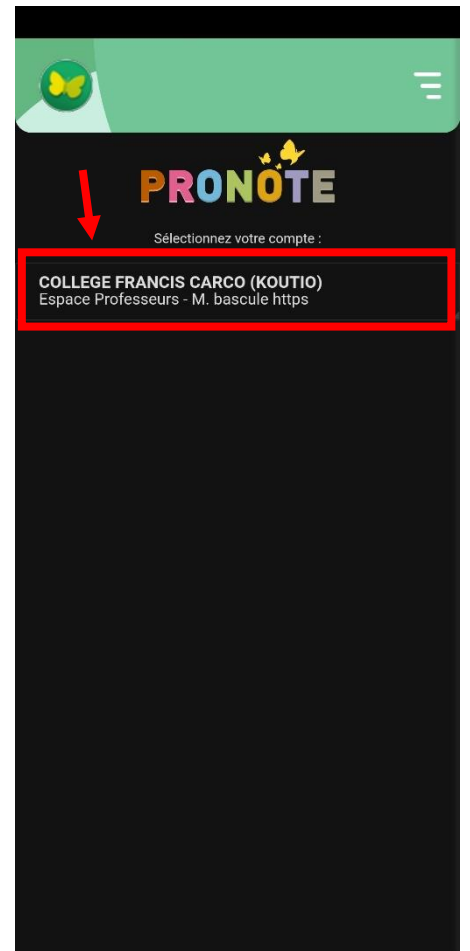 PRONOTE
Sélectionnez votre compte :
COLLEGE FRANCIS CARCO (KOUTIO)
Espace Professeurs - M. bascule https